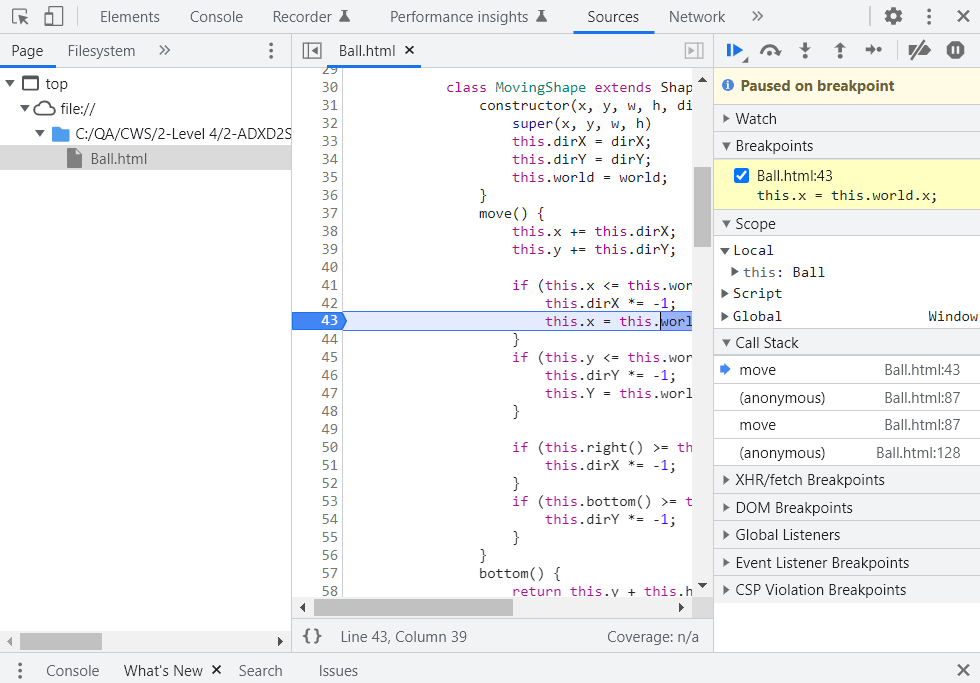 Elements Console Recorder Performance insights Sources Network »
Page Filesystem »
Ball.html ×
top
file://
C:/QA/CWS/2-Level 4/2-ADXD2S
Ball.html
29
30 class MovingShape extends Shap
31 constructor(x, y, w, h, di
32 super(x, y, w, h)
33 this.dirX = dirX;
34 this.dirY = dirY;
35 this.world = world;
36 }
37 move() {
38 this.x += this.dirX;
39 this.y += this.dirY;
40
41 if (this.x <= this.wor
42 this.dirX *= -1;
43 this.x = this.worl
44 }
45 if (this.y <= this.wor
46 this.dirY *= -1;
47 this.Y = this.worl
48 }
49
50 if (this.right() >= th
51 this.dirX *= -1;
52 }
53 if (this.bottom() >= t
54 this.dirY *= -1;
55 }
56 }
57 bottom() {
58 return this.y + this.h
{} Line 43, Column 39 Coverage: n/a
Paused on breakpoint
Watch
Breakpoints
Ball.html:43
this.x = this.world.x;
Scope
Local
this: Ball
Script
Global Window
Call Stack
move Ball.html:43
(anonymous) Ball.html:87
move Ball.html:87
(anonymous) Ball.html:128
XHR/fetch Breakpoints
DOM Breakpoints
Global Listeners
Event Listener Breakpoints
CSP Violation Breakpoints
Console What's New × Search Issues